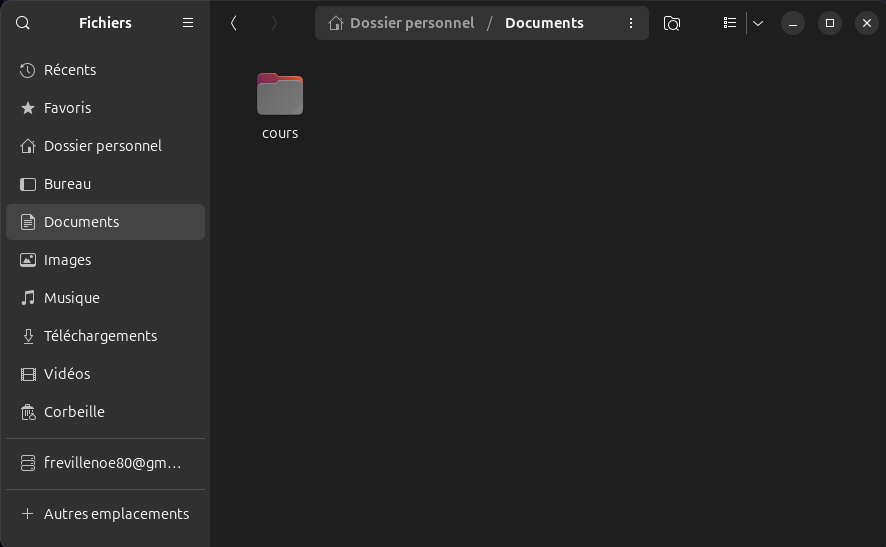 Fichiers
Dossier personnel / Documents
Récents
Favoris
Dossier personnel
Bureau
Documents
Images
Musique
Téléchargements
Vidéos
Corbeille
frevillenoe80@gm...
Autres emplacements
cours